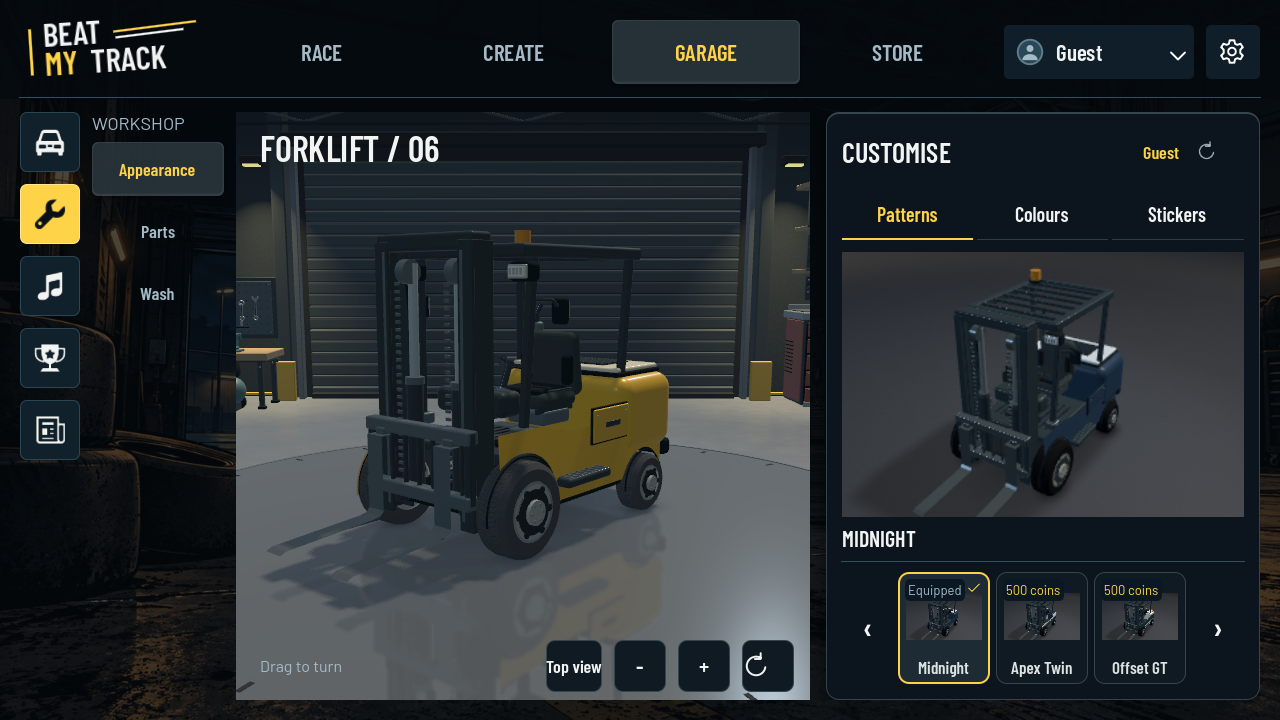 BEAT
MY TRACK
RACE
CREATE
GARAGE
STORE
Guest
WORKSHOP
Appearance
Parts
Wash
FORKLIFT / 06
Drag to turn
Top view
-
+
CUSTOMISE
Guest
Patterns
Colours
Stickers
MIDNIGHT
Equipped
500 coins
500 coins
‹
›
Midnight
Apex Twin
Offset GT